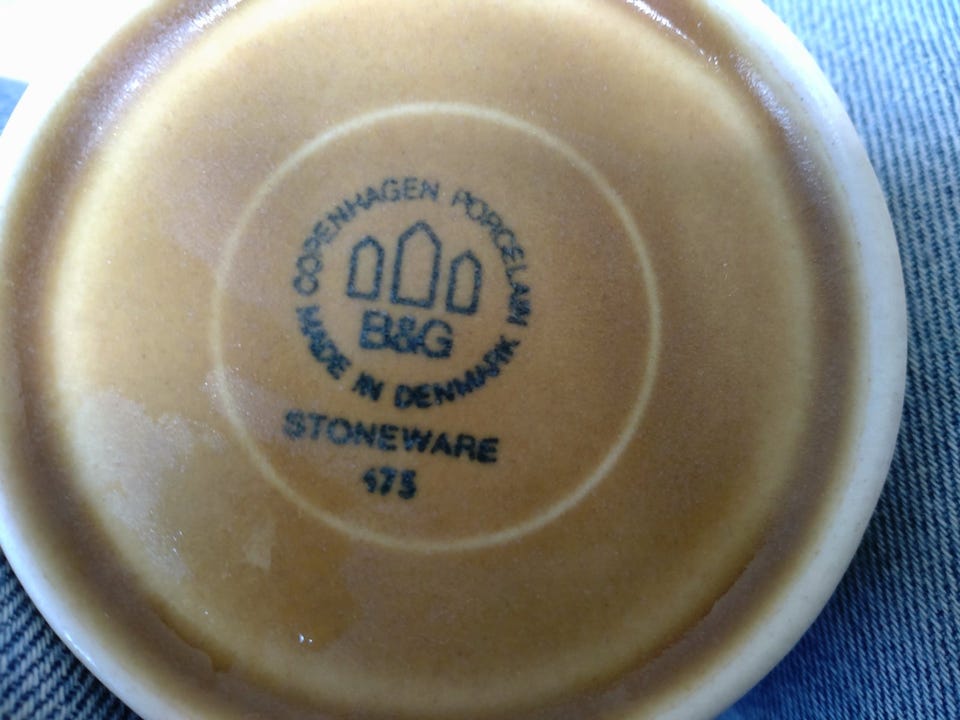 COPENHAGEN PORCELAIN
B&G
MADE IN DENMARK
STONEWARE
475